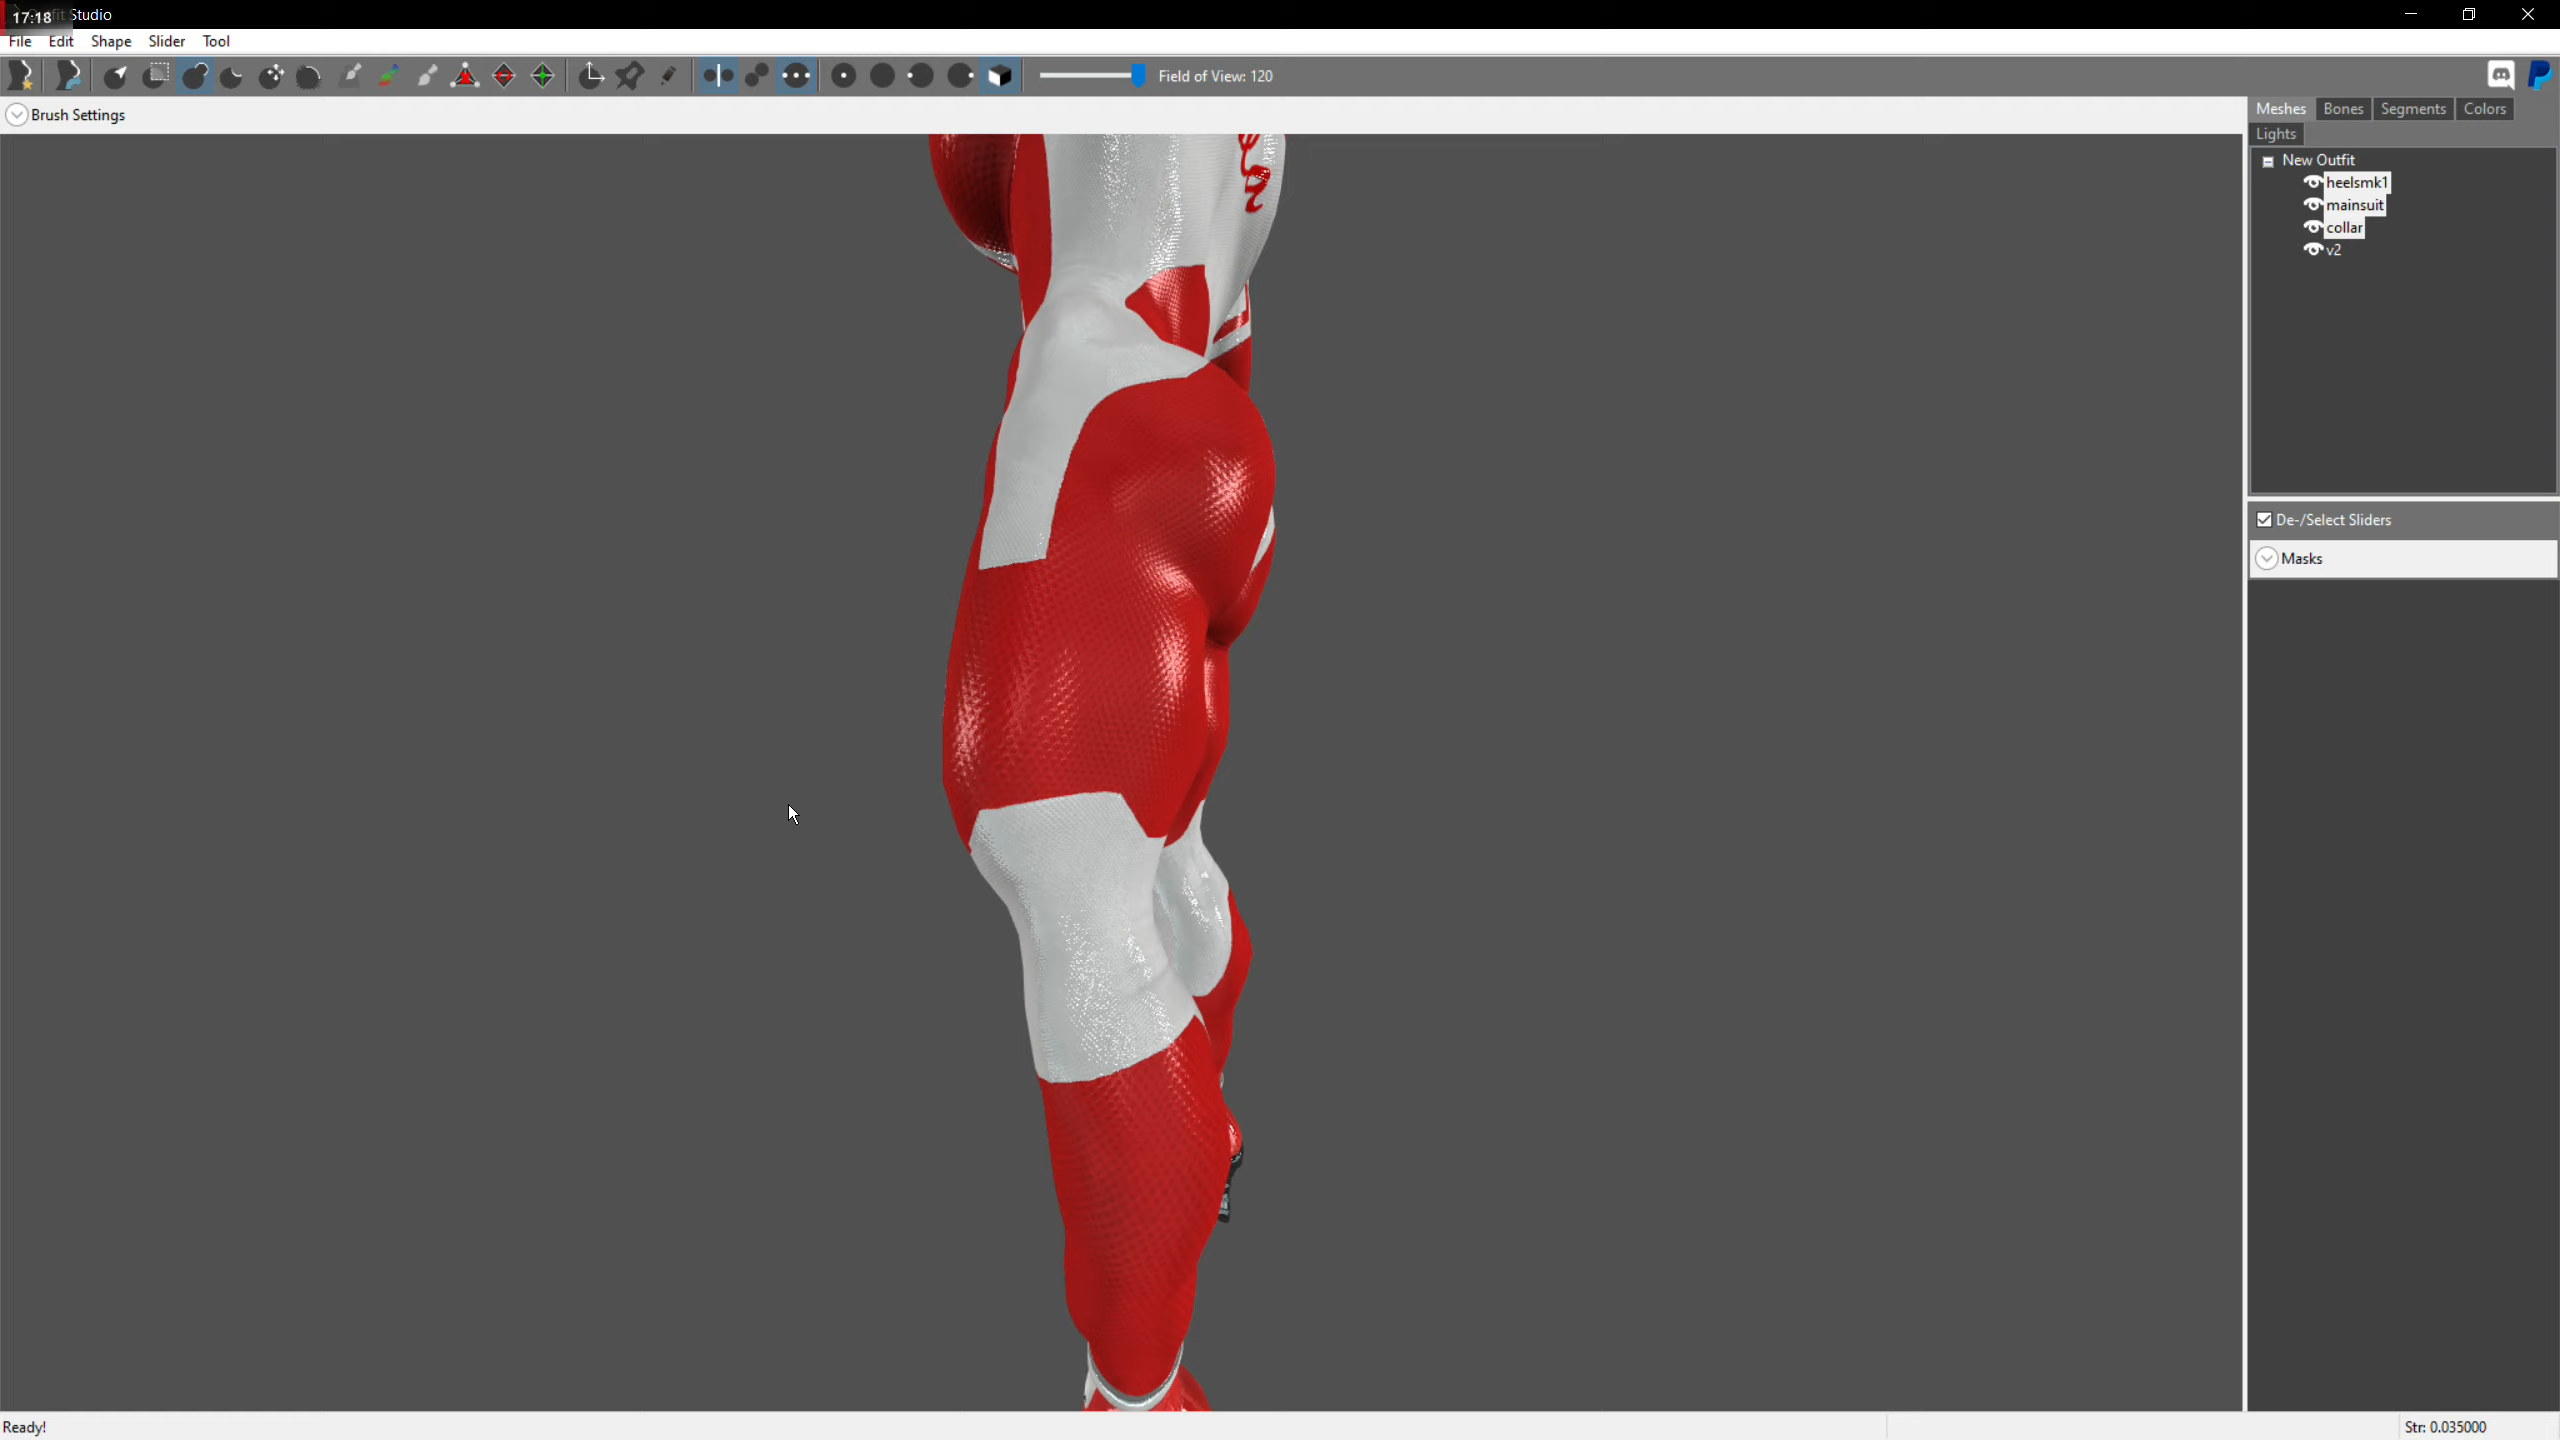 17:18
Studio
File Edit Shape Slider Tool
Field of View: 120
Brush Settings
Meshes Bones Segments Colors
Lights
New Outfit
heelsmk1
mainsuit
collar
v2
De-/Select Sliders
Masks
Ready!
Str: 0.035000